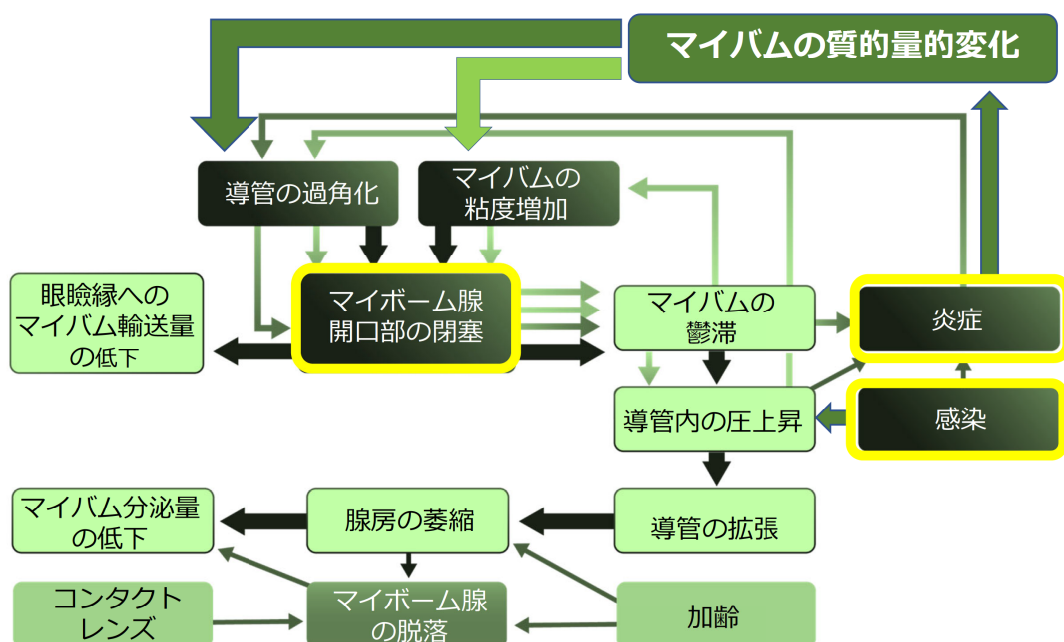 マイバムの質的量的変化
導管の過角化
マイバムの
粘度増加
眼瞼縁への
マイバム輸送量
の低下
マイボーム腺
開口部の閉塞
マイバムの
鬱滞
炎症
導管内の圧上昇
感染
マイバム分泌量
の低下
腺房の萎縮
導管の拡張
コンタクト
レンズ
マイボーム腺
の脱落
加齢